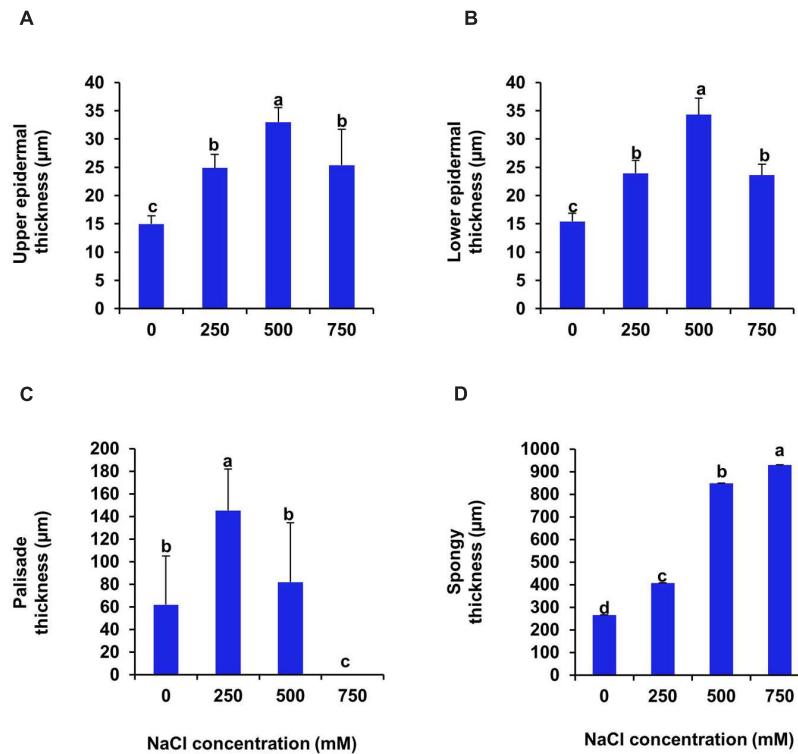 A
Upper epidermal
thickness (µm)
40
35
30
25
20
15
10
5
0
c
b
a
b
0 250 500 750
B
Lower epidermal
thickness (µm)
40
35
30
25
20
15
10
5
0
c
b
a
b
0 250 500 750
C
Palisade
thickness (µm)
200
180
160
140
120
100
80
60
40
20
0
b
a
b
c
0 250 500 750
NaCl concentration (mM)
D
Spongy
thickness (µm)
1000
900
800
700
600
500
400
300
200
100
0
d
c
b
a
0 250 500 750
NaCl concentration (mM)